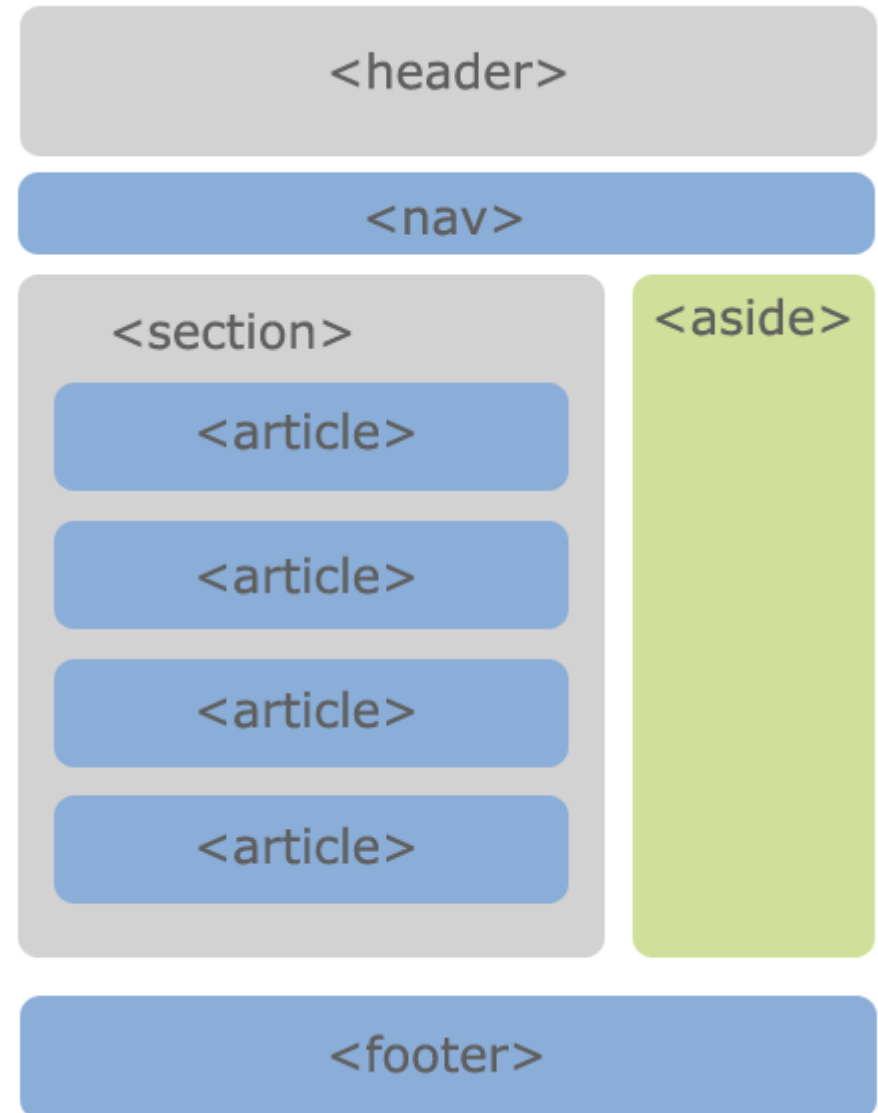 <header>
<nav>
<section>
<article>
<article>
<article>
<article>
<aside>
<footer>